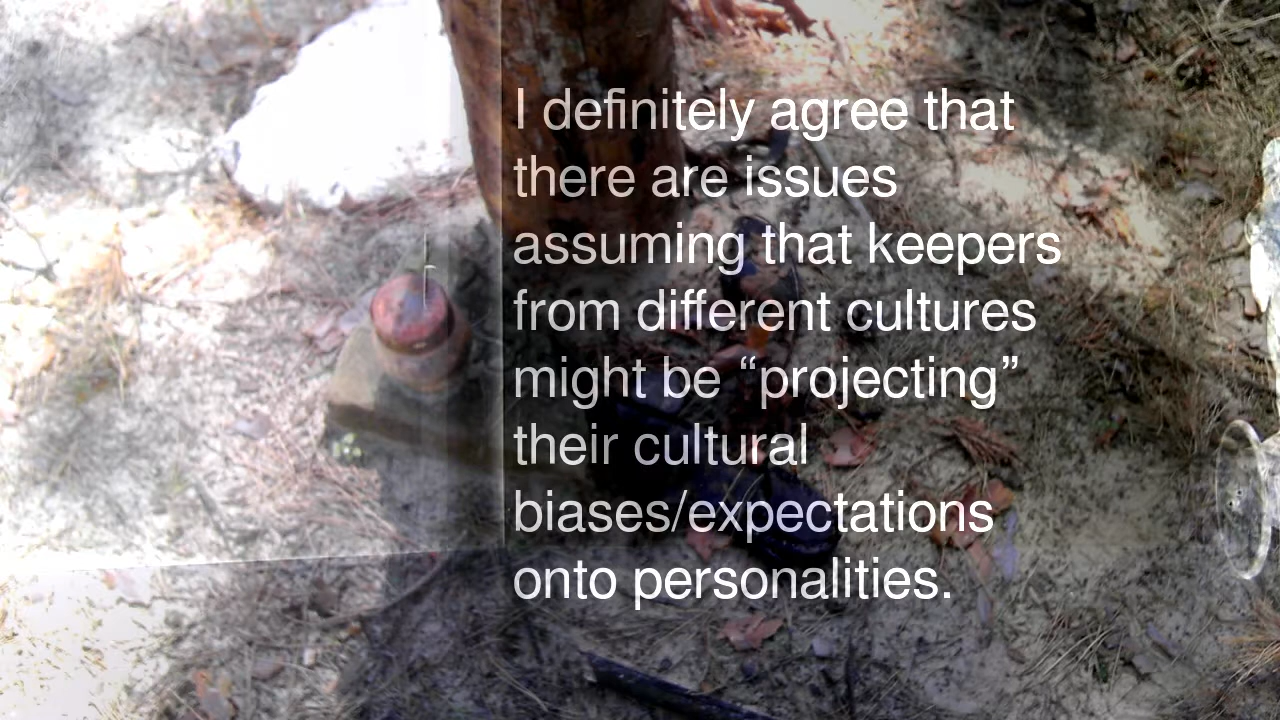 I definitely agree that
there are issues
assuming that keepers
from different cultures
might be “projecting”
their cultural
biases/expectations
onto personalities.